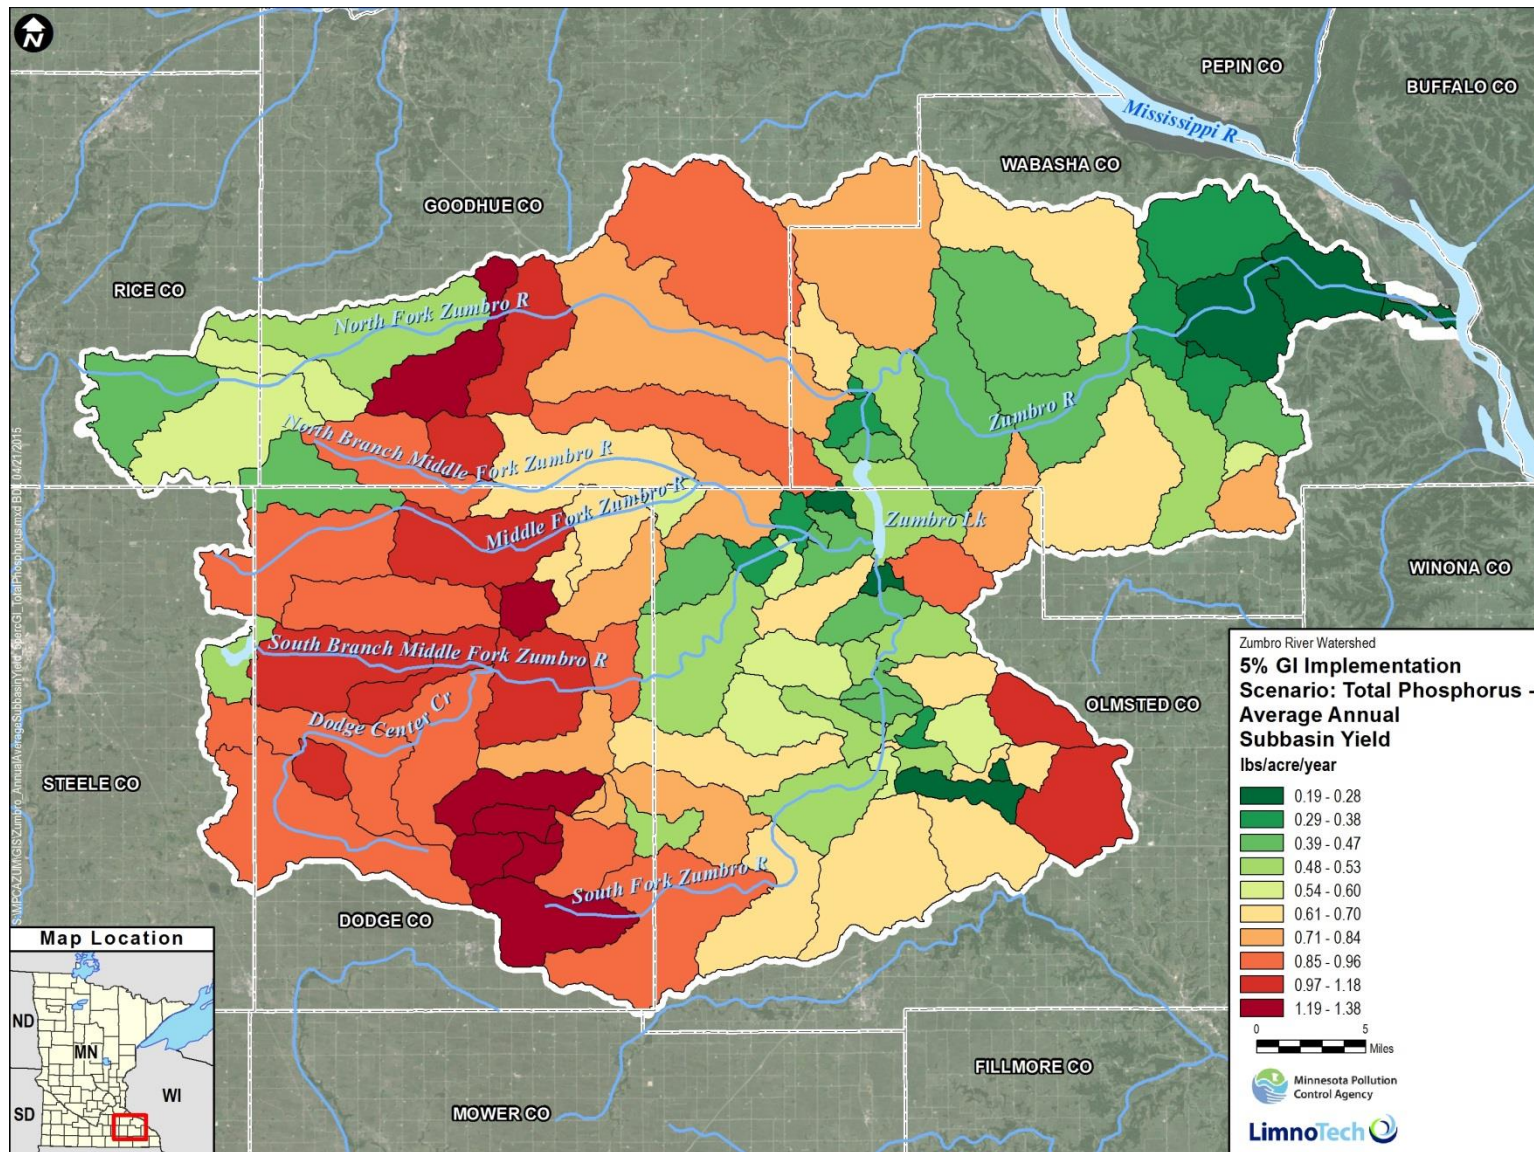 N
PEPIN CO
BUFFALO CO
Mississippi R
WABASHA CO
GOODHUE CO
RICE CO
North Fork Zumbro R
Zumbro R
North Branch Middle Fork Zumbro R
Middle Fork Zumbro R
Zumbro Lk
WINONA CO
South Branch Middle Fork Zumbro R
Dodge Center Cr
OLMSTED CO
STEELE CO
South Fork Zumbro R
DODGE CO
FILLMORE CO
MOWER CO
Zumbro River Watershed
5% GI Implementation
Scenario: Total Phosphorus -
Average Annual
Subbasin Yield
lbs/acre/year
0.19 - 0.28
0.29 - 0.38
0.39 - 0.47
0.48 - 0.53
0.54 - 0.60
0.61 - 0.70
0.71 - 0.84
0.85 - 0.96
0.97 - 1.18
1.19 - 1.38
0 5
Miles
Minnesota Pollution
Control Agency
LimnoTech
Map Location
ND
MN
SD
WI